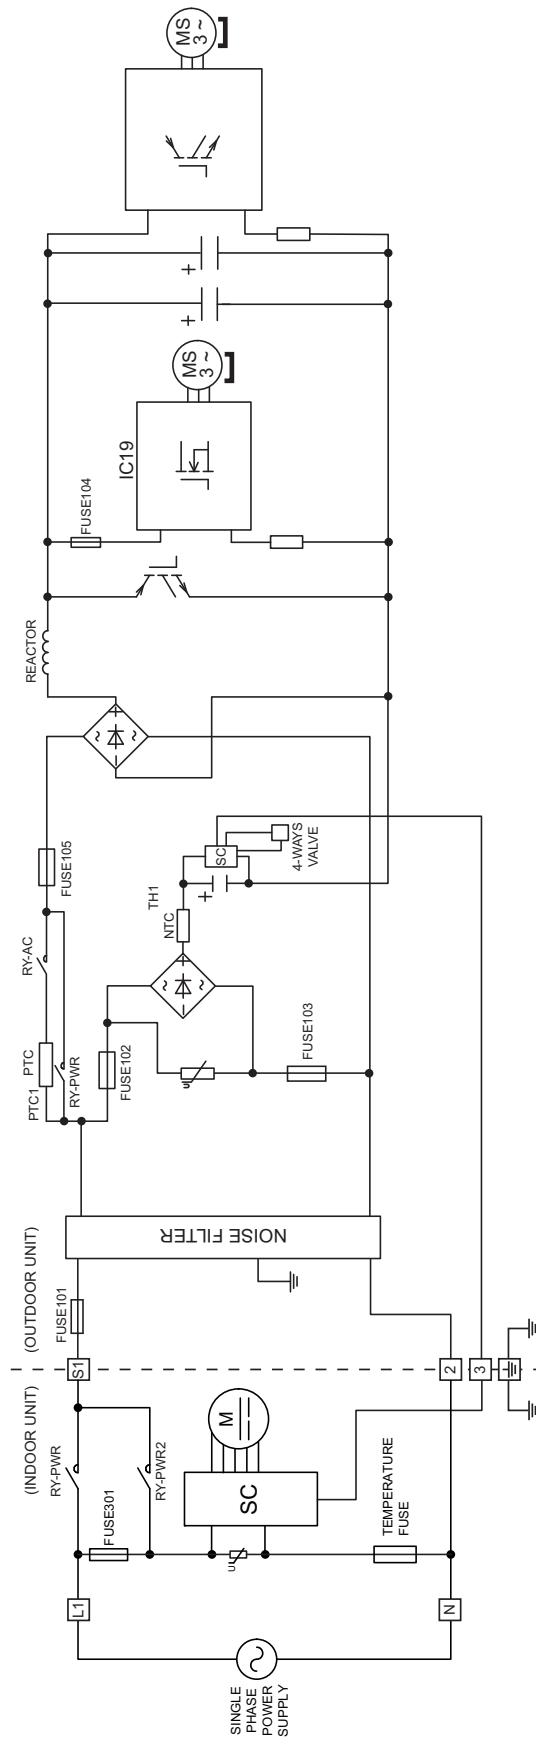 SINGLE
PHASE
POWER
SUPPLY
L1
N
(INDOOR UNIT)
RY-PWR
FUSE301
RY-PWR2
U
M
SC
TEMPERATURE
FUSE
S1
2
3
(OUTDOOR UNIT)
FUSE101
NOISE FILTER
PTC1
PTC
RY-PWR
RY-AC
FUSE105
FUSE102
U
FUSE103
~
+
~
TH1
NTC
+
SC
4-WAYS
VALVE
~
+
~
REACTOR
FUSE104
IC19
MS
3 ~
+
+
MS
3 ~